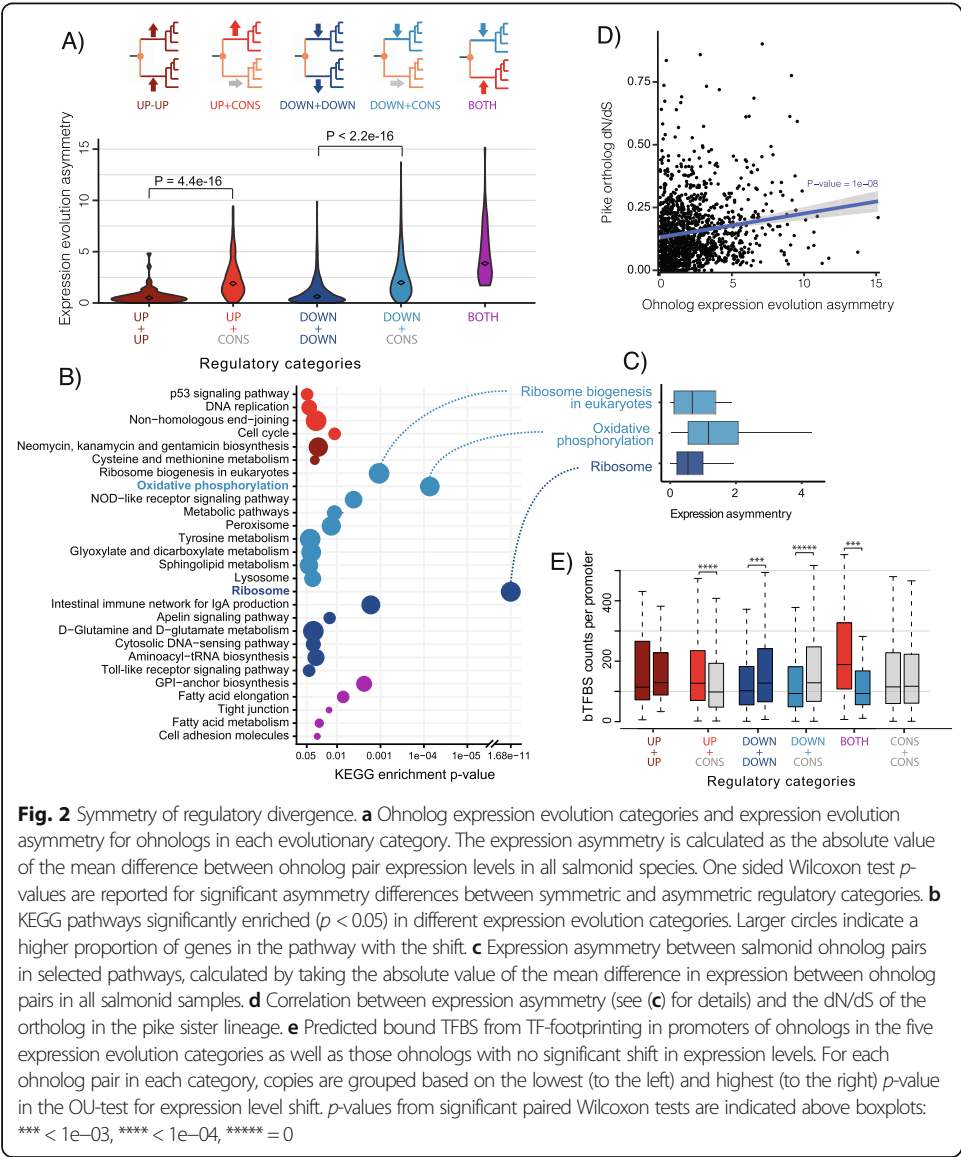 A)
UP-UP
UP+CONS
DOWN+DOWN
DOWN+CONS
BOTH
Expression evolution asymmetry
15
10
5
0
P = 4.4e-16
P < 2.2e-16
UP
+
UP
UP
+
CONS
DOWN
+
DOWN
DOWN
+
CONS
BOTH
Regulatory categories
D)
Pike ortholog dN/dS
0.75
0.50
0.25
0.00
P-value = 1e-08
0
5
10
15
Ohnolog expression evolution asymmetry
B)
p53 signaling pathway
DNA replication
Non-homologous end-joining
Cell cycle
Neomycin, kanamycin and gentamicin biosynthesis
Cysteine and methionine metabolism
Ribosome biogenesis in eukaryotes
Oxidative phosphorylation
NOD-like receptor signaling pathway
Metabolic pathways
Peroxisome
Tyrosine metabolism
Glyoxylate and dicarboxylate metabolism
Sphingolipid metabolism
Lysosome
Ribosome
Intestinal immune network for IgA production
Apelin signaling pathway
D-Glutamine and D-glutamate metabolism
Cytosolic DNA-sensing pathway
Aminoacyl-tRNA biosynthesis
Toll-like receptor signaling pathway
GPI-anchor biosynthesis
Fatty acid elongation
Tight junction
Fatty acid metabolism
Cell adhesion molecules
0.05
0.01
0.001
1e-04
1e-05
1.68e-11
KEGG enrichment p-value
C)
Ribosome biogenesis
in eukaryotes
Oxidative
phosphorylation
Ribosome
0
2
4
Expression asymmentry
E)
bTFBS counts per promoter
0
100
200
400
****
***
*****
***
UP
+
UP
UP
+
CONS
DOWN
+
DOWN
DOWN
+
CONS
BOTH
CONS
+
CONS
Regulatory categories
Fig. 2 Symmetry of regulatory divergence. a Ohnolog expression evolution categories and expression evolution
asymmetry for ohnologs in each evolutionary category. The expression asymmetry is calculated as the absolute value
of the mean difference between ohnolog pair expression levels in all salmonid species. One sided Wilcoxon test p-
values are reported for significant asymmetry differences between symmetric and asymmetric regulatory categories. b
KEGG pathways significantly enriched (p < 0.05) in different expression evolution categories. Larger circles indicate a
higher proportion of genes in the pathway with the shift. c Expression asymmetry between salmonid ohnolog pairs
in selected pathways, calculated by taking the absolute value of the mean difference in expression between ohnolog
pairs in all salmonid samples. d Correlation between expression asymmetry (see (c) for details) and the dN/dS of the
ortholog in the pike sister lineage. e Predicted bound TFBS from TF-footprinting in promoters of ohnologs in the five
expression evolution categories as well as those ohnologs with no significant shift in expression levels. For each
ohnolog pair in each category, copies are grouped based on the lowest (to the left) and highest (to the right) p-value
in the OU-test for expression level shift. p-values from significant paired Wilcoxon tests are indicated above boxplots:
*** < 1e−03, **** < 1e−04, ***** = 0